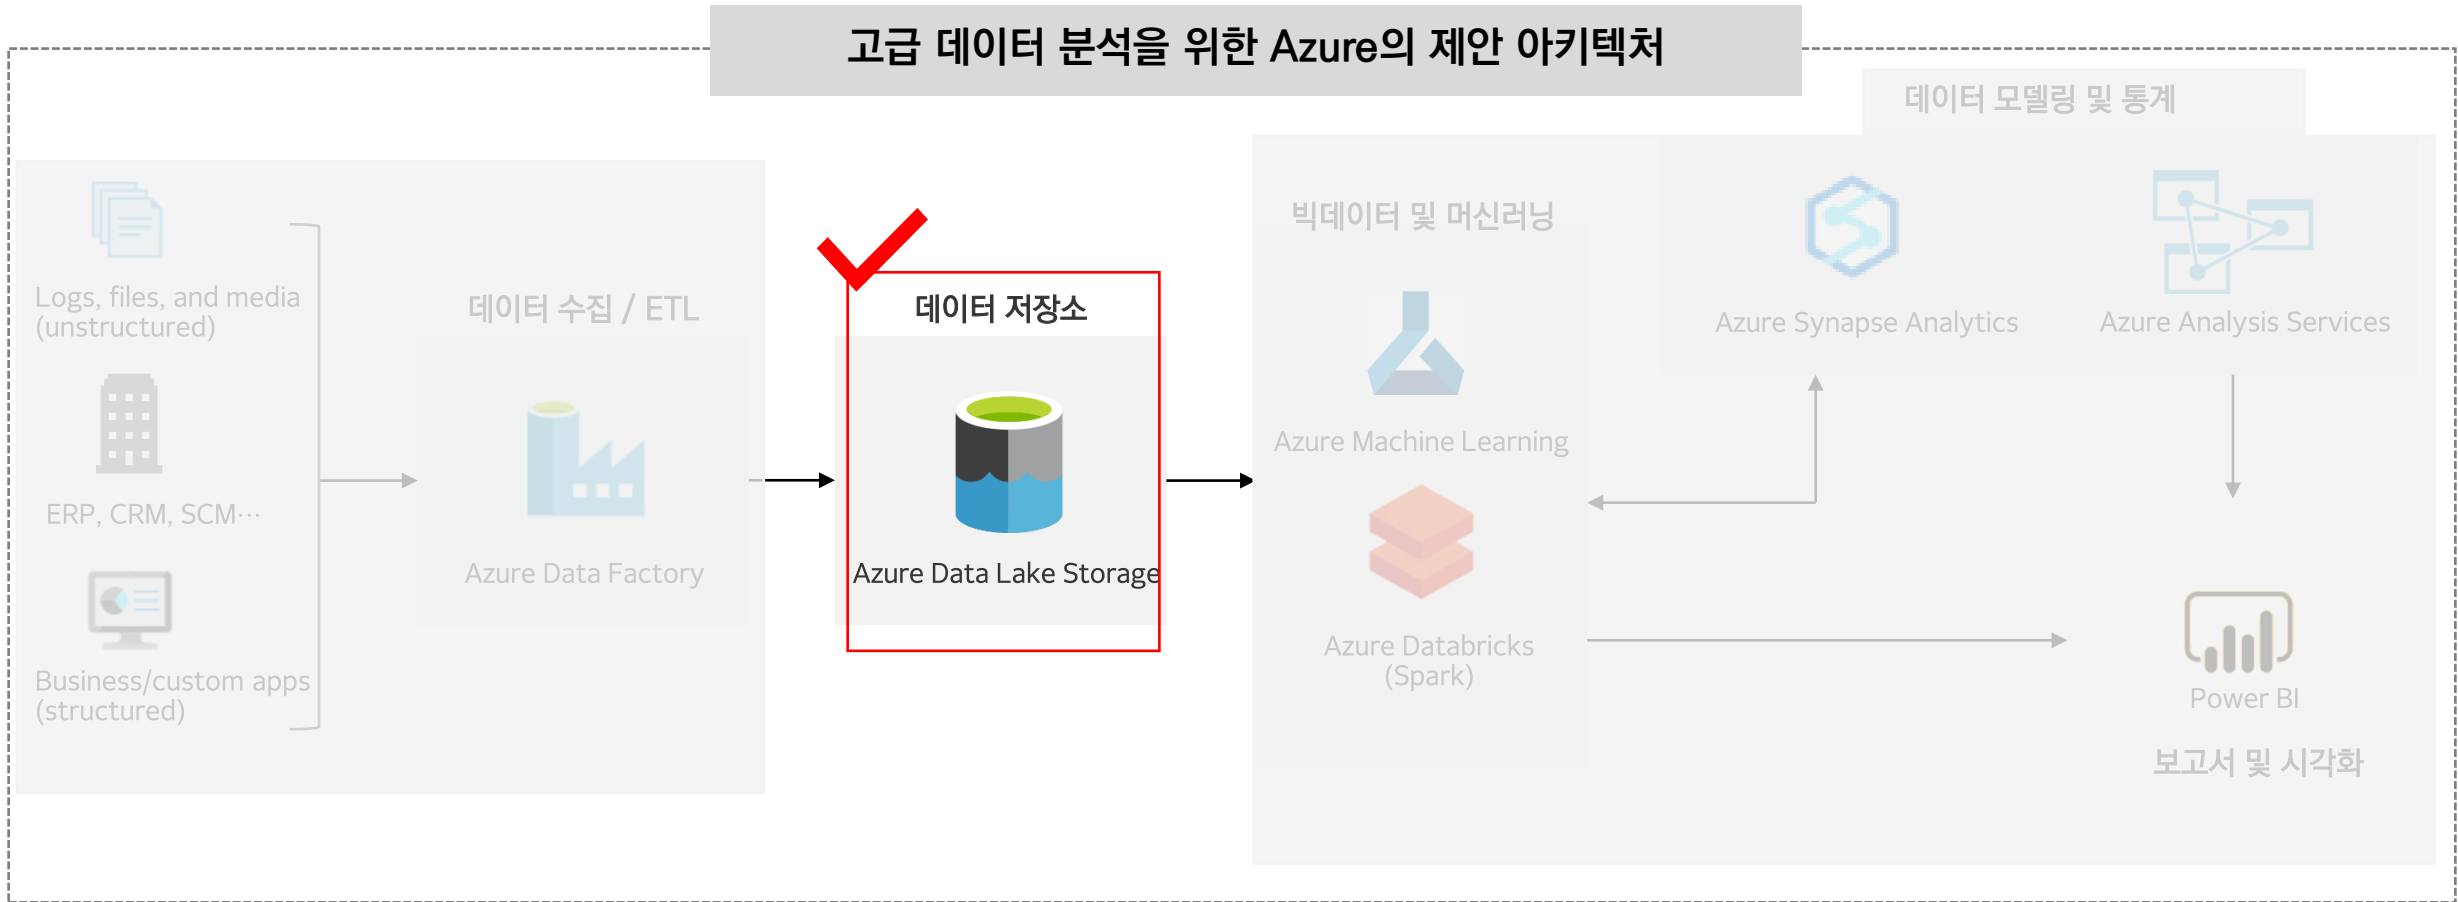 고급 데이터 분석을 위한 Azure의 제안 아키텍처
Logs, files, and media
(unstructured)
ERP, CRM, SCM…
Business/custom apps
(structured)
데이터 수집 / ETL
Azure Data Factory
데이터 저장소
Azure Data Lake Storage
빅데이터 및 머신러닝
Azure Machine Learning
Azure Databricks
(Spark)
데이터 모델링 및 통계
Azure Synapse Analytics
Azure Analysis Services
Power BI
보고서 및 시각화